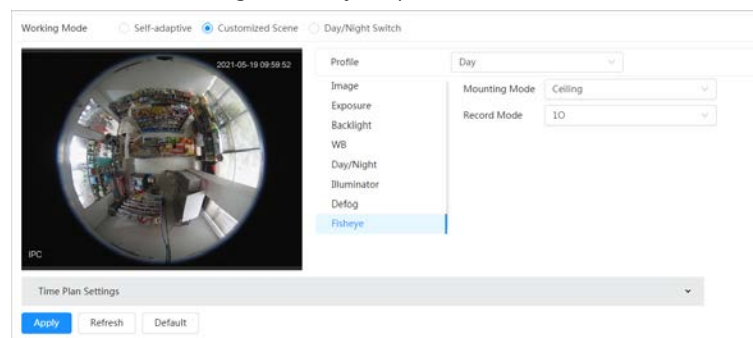 Working Mode Self-adaptive Customized Scene Day/Night Switch
2021-05-19 09:59:52
IPC
Profile Day
Image
Exposure
Backlight
WB
Day/Night
Illuminator
Defog
Fisheye
Mounting Mode Ceiling
Record Mode 1O
Time Plan Settings
Apply Refresh Default